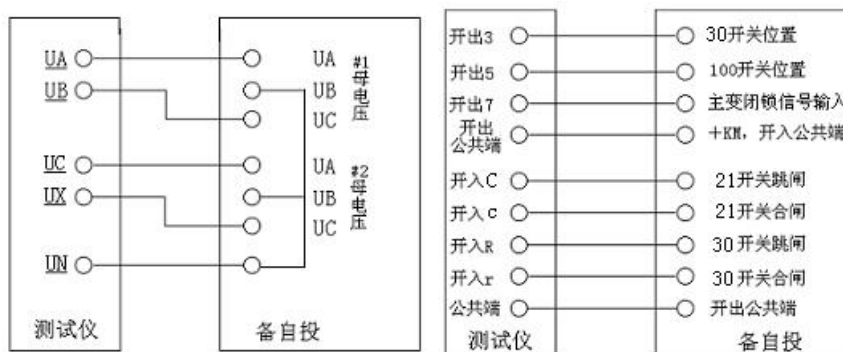 UA
UB
UC
UX
UN
测试仪
UA
UB
UC
#1母电压
UA
UB
UC
#2母电压
备自投
开出3 30开关位置
开出5 100开关位置
开出7 主变闭锁信号输入
开出
公共端 +KM，开入公共端
开入C 21开关跳闸
开入c 21开关合闸
开入R 30开关跳闸
开入r 30开关合闸
公共端 开出公共端
测试仪 备自投